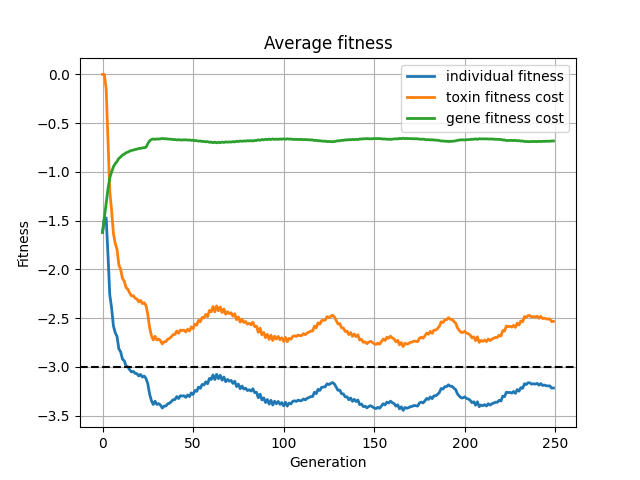 Average fitness
individual fitness
toxin fitness cost
gene fitness cost
0.0
−0.5
−1.0
−1.5
−2.0
−2.5
−3.0
−3.5
Fitness
0 50 100 150 200 250
Generation